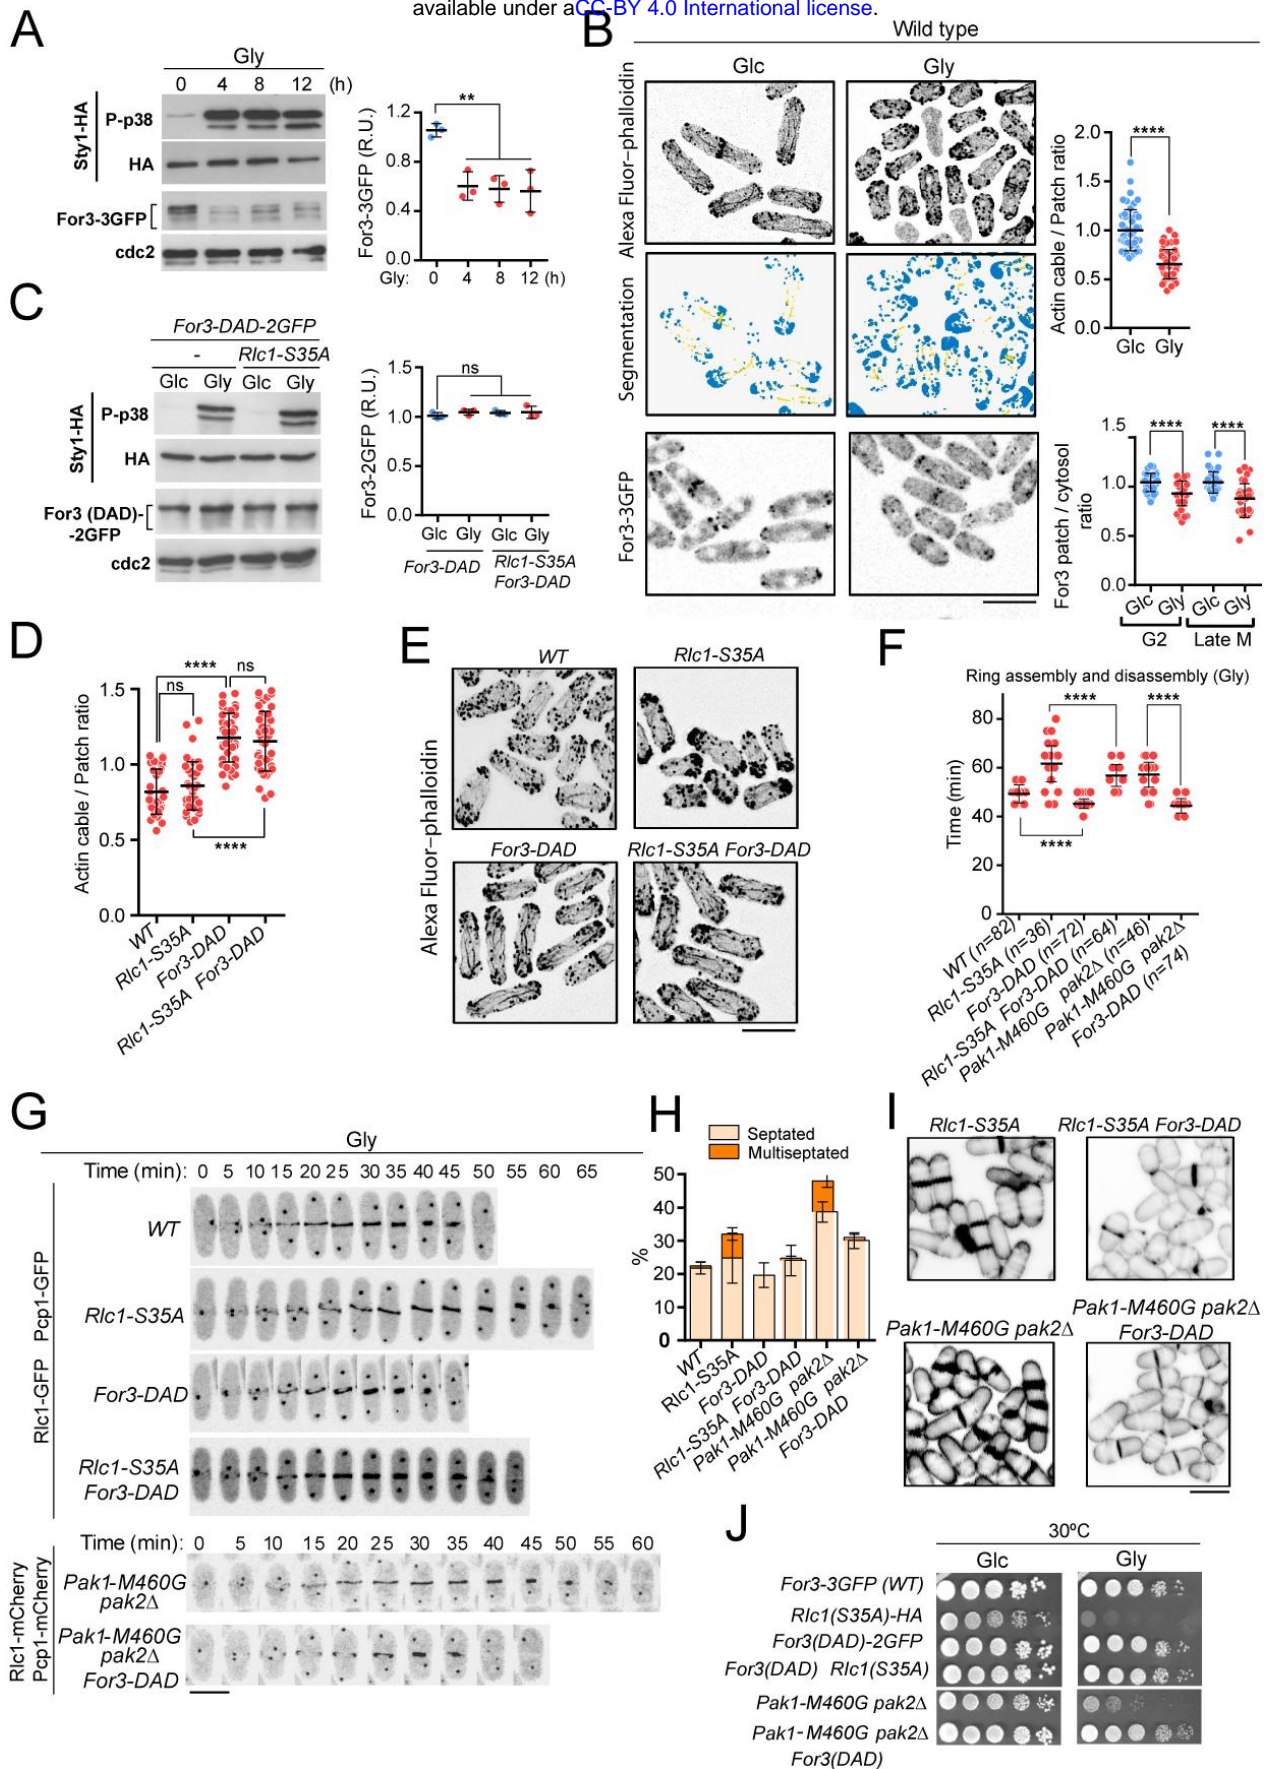 available under aCC-BY 4.0 International license.
A
Gly
0 4 8 12 (h)
Sty1-HA
P-p38
HA
For3-3GFP
cdc2
For3-3GFP (R.U.)
1.2
0.8
0.4
0.0
**
Gly: 0 4 8 12 (h)
B
Wild type
Glc Gly
Alexa Fluor–phalloidin
Segmentation
For3-3GFP
Actin cable / Patch ratio
2.0
1.5
1.0
0.5
0.0
****
Glc Gly
For3 patch / cytosol
ratio
1.5
1.0
0.5
0.0
**** ****
Glc Gly Glc Gly
G2 Late M
C
For3-DAD-2GFP
- Rlc1-S35A
Glc Gly Glc Gly
Sty1-HA
P-p38
HA
For3 (DAD)-
-2GFP
cdc2
For3-2GFP (R.U.)
1.5
1.0
0.5
0.0
ns
Glc Gly Glc Gly
For3-DAD Rlc1-S35A
For3-DAD
D
Actin cable / Patch ratio
1.5
1.0
0.5
0.0
**** ns
ns
****
WT
Rlc1-S35A
For3-DAD
Rlc1-S35A For3-DAD
E
Alexa Fluor–phalloidin
WT Rlc1-S35A
For3-DAD Rlc1-S35A For3-DAD
F
Ring assembly and disassembly (Gly)
Time (min)
80
60
40
20
0
**** ****
****
WT (n=82)
Rlc1-S35A (n=36)
For3-DAD (n=72)
Rlc1-S35A For3-DAD (n=64)
Pak1-M460G pak2Δ (n=46)
Pak1-M460G pak2Δ
For3-DAD (n=74)
G
Gly
Time (min): 0 5 10 15 20 25 30 35 40 45 50 55 60 65
Rlc1-GFP Pcp1-GFP
WT
Rlc1-S35A
For3-DAD
Rlc1-S35A
For3-DAD
Time (min): 0 5 10 15 20 25 30 35 40 45 50 55 60
Rlc1-mCherry
Pcp1-mCherry
Pak1-M460G
pak2Δ
Pak1-M460G
pak2Δ
For3-DAD
H
Septated
Multiseptated
%
50
40
30
20
10
0
WT
Rlc1-S35A
For3-DAD
Rlc1-S35A For3-DAD
Pak1-M460G pak2Δ
Pak1-M460G pak2Δ
For3-DAD
I
Rlc1-S35A Rlc1-S35A For3-DAD
Pak1-M460G pak2Δ Pak1-M460G pak2Δ
For3-DAD
J
30ºC
Glc Gly
For3-3GFP (WT)
Rlc1(S35A)-HA
For3(DAD)-2GFP
For3(DAD) Rlc1(S35A)
Pak1-M460G pak2Δ
Pak1-M460G pak2Δ
For3(DAD)